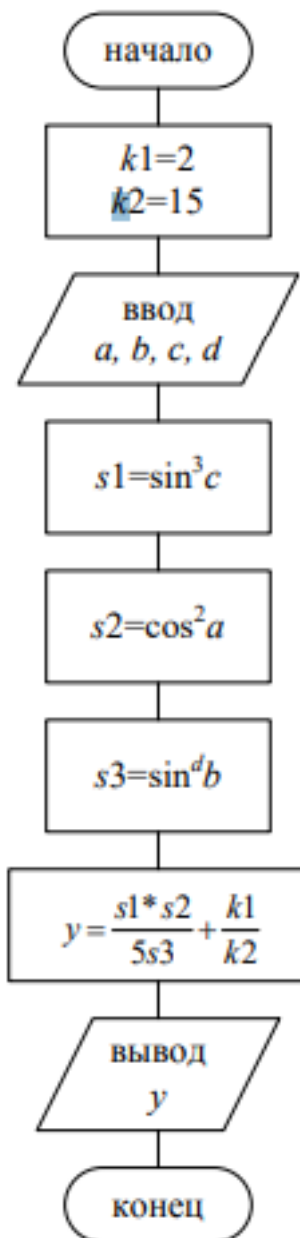 начало
k1=2
k2=15
ввод
a, b, c, d
s1=sin³c
s2=cos²a
s3=sinᵈb
y = s1*s2/5s3 + k1/k2
вывод
y
конец